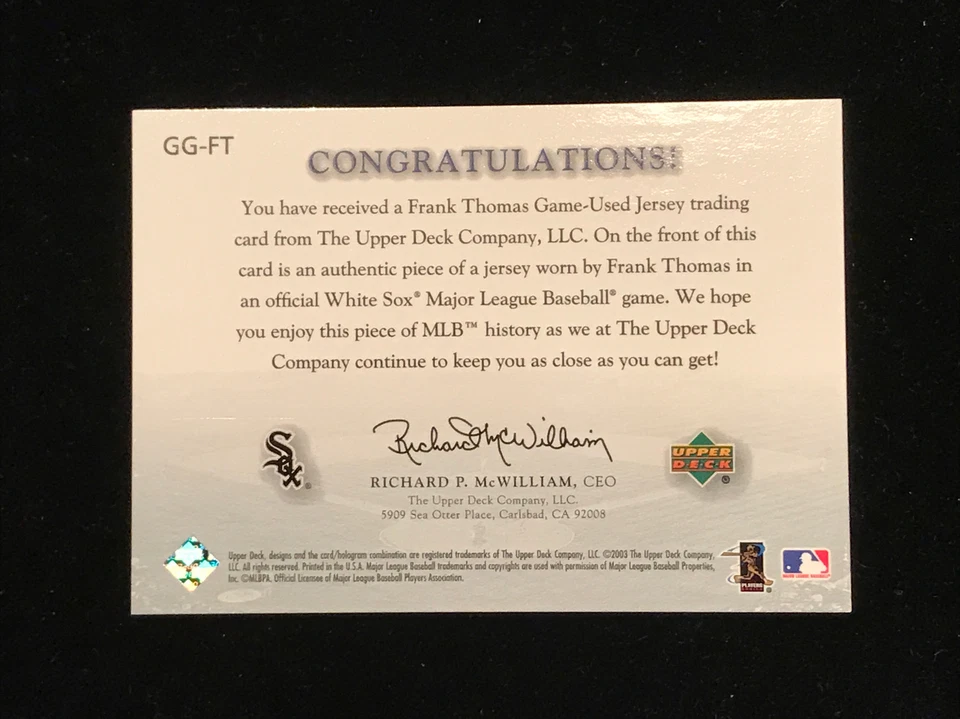 GG-FT
CONGRATULATIONS!
You have received a Frank Thomas Game-Used Jersey trading
card from The Upper Deck Company, LLC. On the front of this
card is an authentic piece of a jersey worn by Frank Thomas in
an official White Sox® Major League Baseball® game. We hope
you enjoy this piece of MLB™ history as we at The Upper Deck
Company continue to keep you as close as you can get!
Sox®
Richard McWilliam
UPPER
DECK®
RICHARD P. McWILLIAM, CEO
The Upper Deck Company, LLC.
5909 Sea Otter Place, Carlsbad, CA 92008
Upper Deck, designs and the card/hologram combination are registered trademarks of The Upper Deck Company, LLC. ©2003 The Upper Deck Company,
LLC. All rights reserved. Printed in the U.S.A. Major League Baseball trademarks and copyrights are used with permission of Major League Baseball Properties,
Inc. ©MLBPA. Official Licensee of Major League Baseball Players Association.
PLAYERS
MAJOR LEAGUE BASEBALL